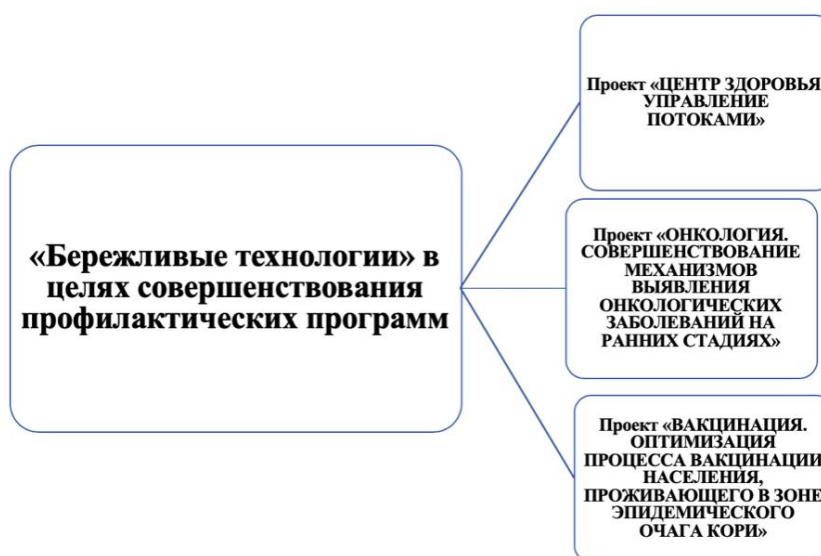 «Бережливые технологии» в
целях совершенствования
профилактических программ
Проект «ЦЕНТР ЗДОРОВЬЯ
УПРАВЛЕНИЕ
ПОТОКАМИ»
Проект «ОНКОЛОГИЯ.
СОВЕРШЕНСТВОВАНИЕ
МЕХАНИЗМОВ
ВЫЯВЛЕНИЯ
ОНКОЛОГИЧЕСКИХ
ЗАБОЛЕВАНИЙ НА
РАННИХ СТАДИЯХ»
Проект «ВАКЦИНАЦИЯ.
ОПТИМИЗАЦИЯ
ПРОЦЕССА ВАКЦИНАЦИИ
НАСЕЛЕНИЯ,
ПРОЖИВАЮЩЕГО В ЗОНЕ
ЭПИДЕМИЧЕСКОГО
ОЧАГА КОРИ»